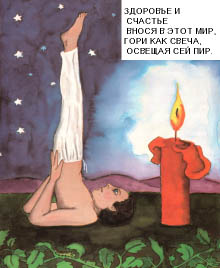 ЗДОРОВЬЕ И
СЧАСТЬЕ
ВНОСЯ В ЭТОТ МИР,
ГОРИ КАК СВЕЧА,
ОСВЕЩАЯ СЕЙ ПИР.